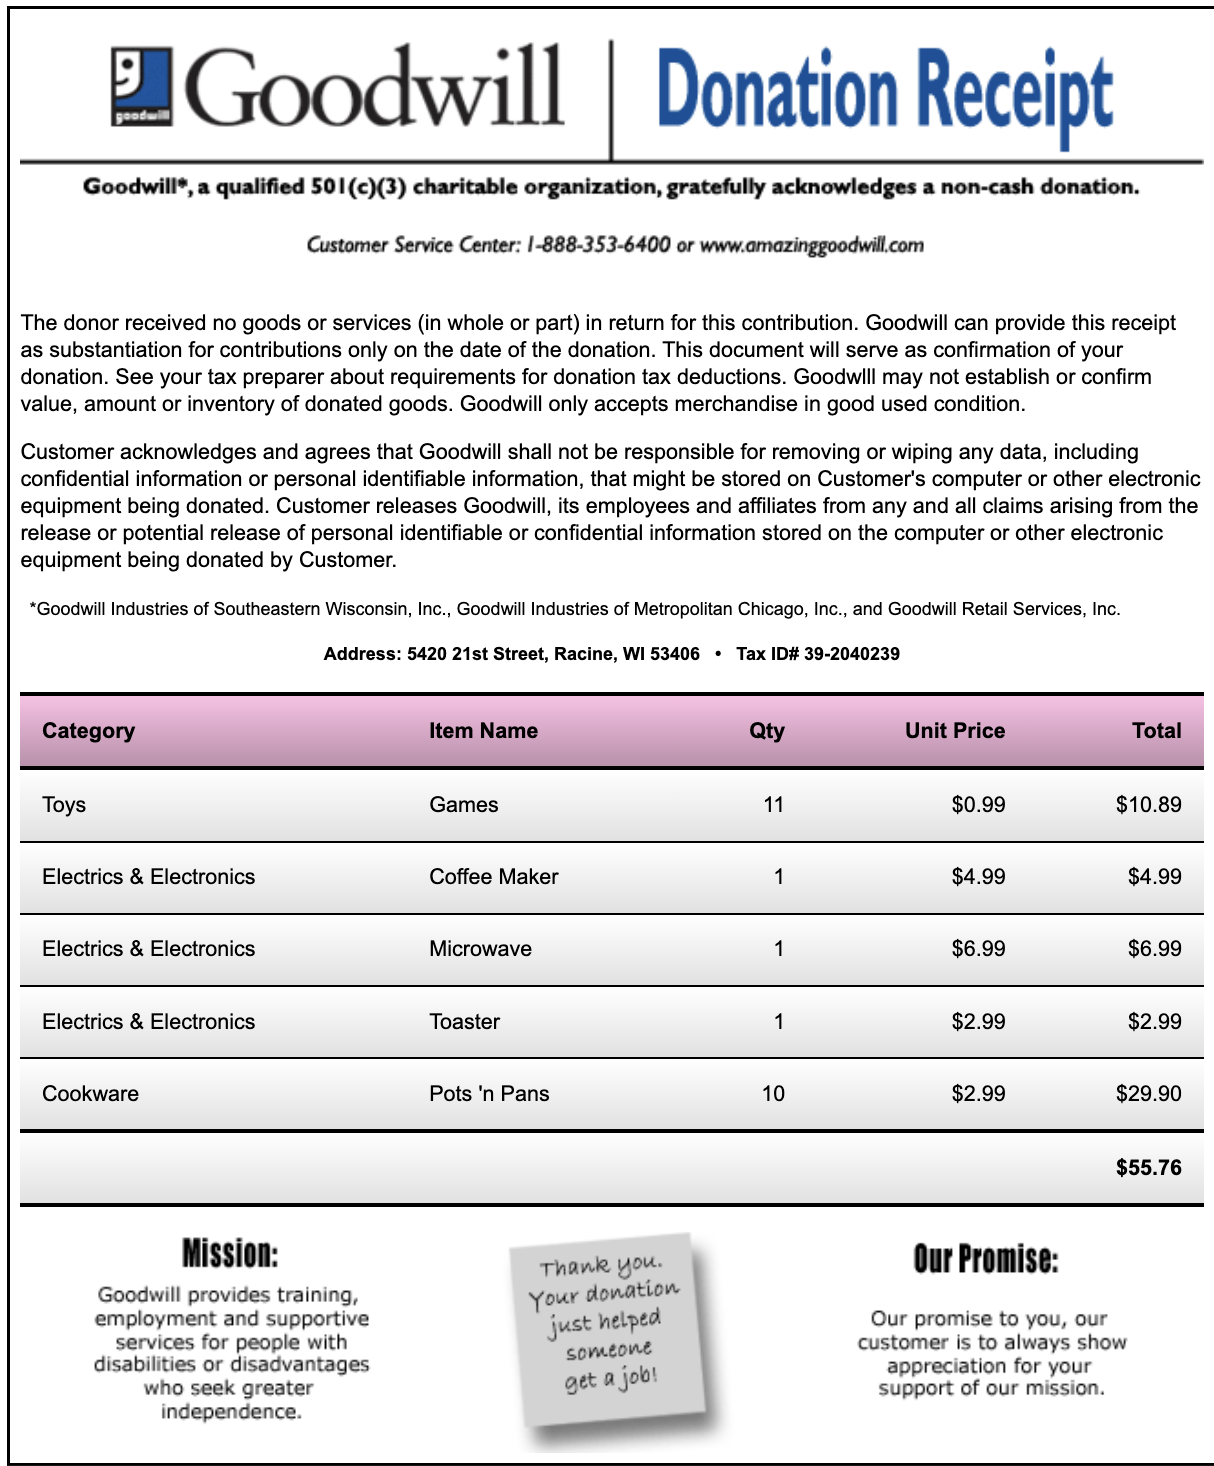 goodwill Goodwill Donation Receipt
Goodwill*, a qualified 501(c)(3) charitable organization, gratefully acknowledges a non-cash donation.
Customer Service Center: 1-888-353-6400 or www.amazinggoodwill.com
The donor received no goods or services (in whole or part) in return for this contribution. Goodwill can provide this receipt
as substantiation for contributions only on the date of the donation. This document will serve as confirmation of your
donation. See your tax preparer about requirements for donation tax deductions. Goodwlll may not establish or confirm
value, amount or inventory of donated goods. Goodwill only accepts merchandise in good used condition.
Customer acknowledges and agrees that Goodwill shall not be responsible for removing or wiping any data, including
confidential information or personal identifiable information, that might be stored on Customer's computer or other electronic
equipment being donated. Customer releases Goodwill, its employees and affiliates from any and all claims arising from the
release or potential release of personal identifiable or confidential information stored on the computer or other electronic
equipment being donated by Customer.
*Goodwill Industries of Southeastern Wisconsin, Inc., Goodwill Industries of Metropolitan Chicago, Inc., and Goodwill Retail Services, Inc.
Address: 5420 21st Street, Racine, WI 53406 • Tax ID# 39-2040239
Category Item Name Qty Unit Price Total
Toys Games 11 $0.99 $10.89
Electrics & Electronics Coffee Maker 1 $4.99 $4.99
Electrics & Electronics Microwave 1 $6.99 $6.99
Electrics & Electronics Toaster 1 $2.99 $2.99
Cookware Pots 'n Pans 10 $2.99 $29.90
$55.76
Mission:
Goodwill provides training,
employment and supportive
services for people with
disabilities or disadvantages
who seek greater
independence.
Thank you.
Your donation
just helped
someone
get a job!
Our Promise:
Our promise to you, our
customer is to always show
appreciation for your
support of our mission.